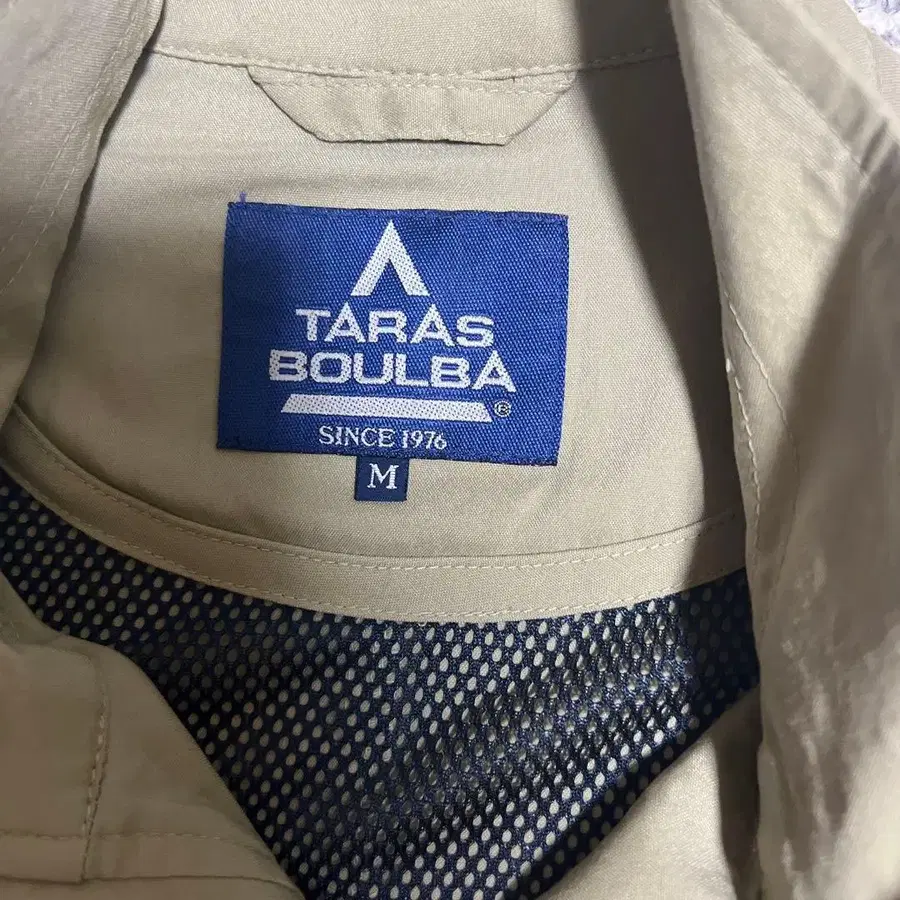 TARAS
BOULBA
®
SINCE 1976
M